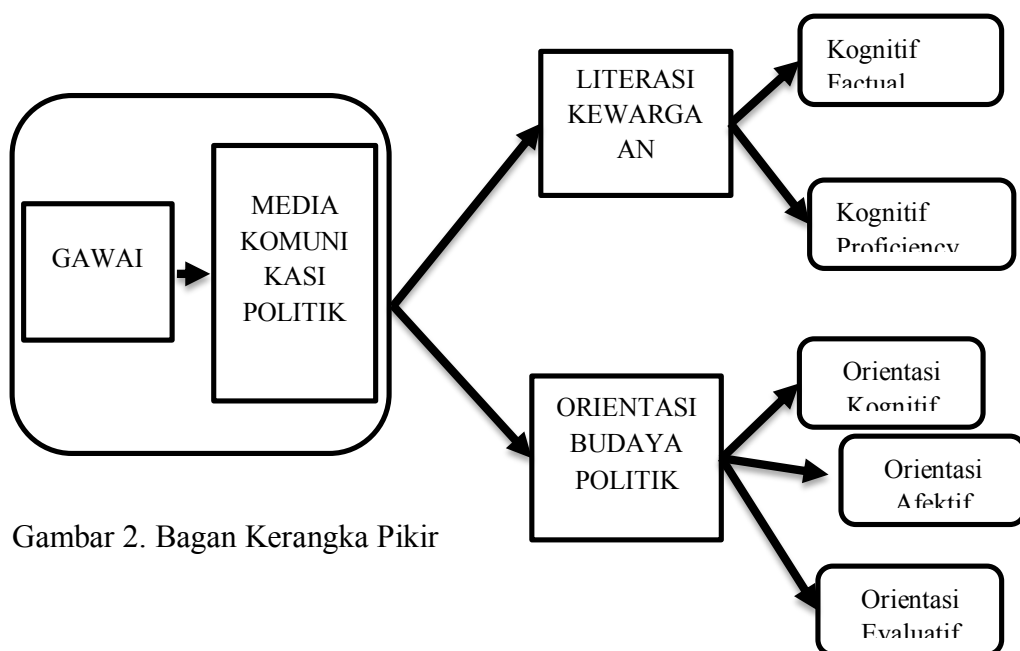 GAWAI
MEDIA
KOMUNI
KASI
POLITIK
LITERASI
KEWARGA
AN
Kognitif
Factual
Kognitif
Proficiency
ORIENTASI
BUDAYA
POLITIK
Orientasi
Kognitif
Orientasi
Afektif
Orientasi
Evaluatif
Gambar 2. Bagan Kerangka Pikir